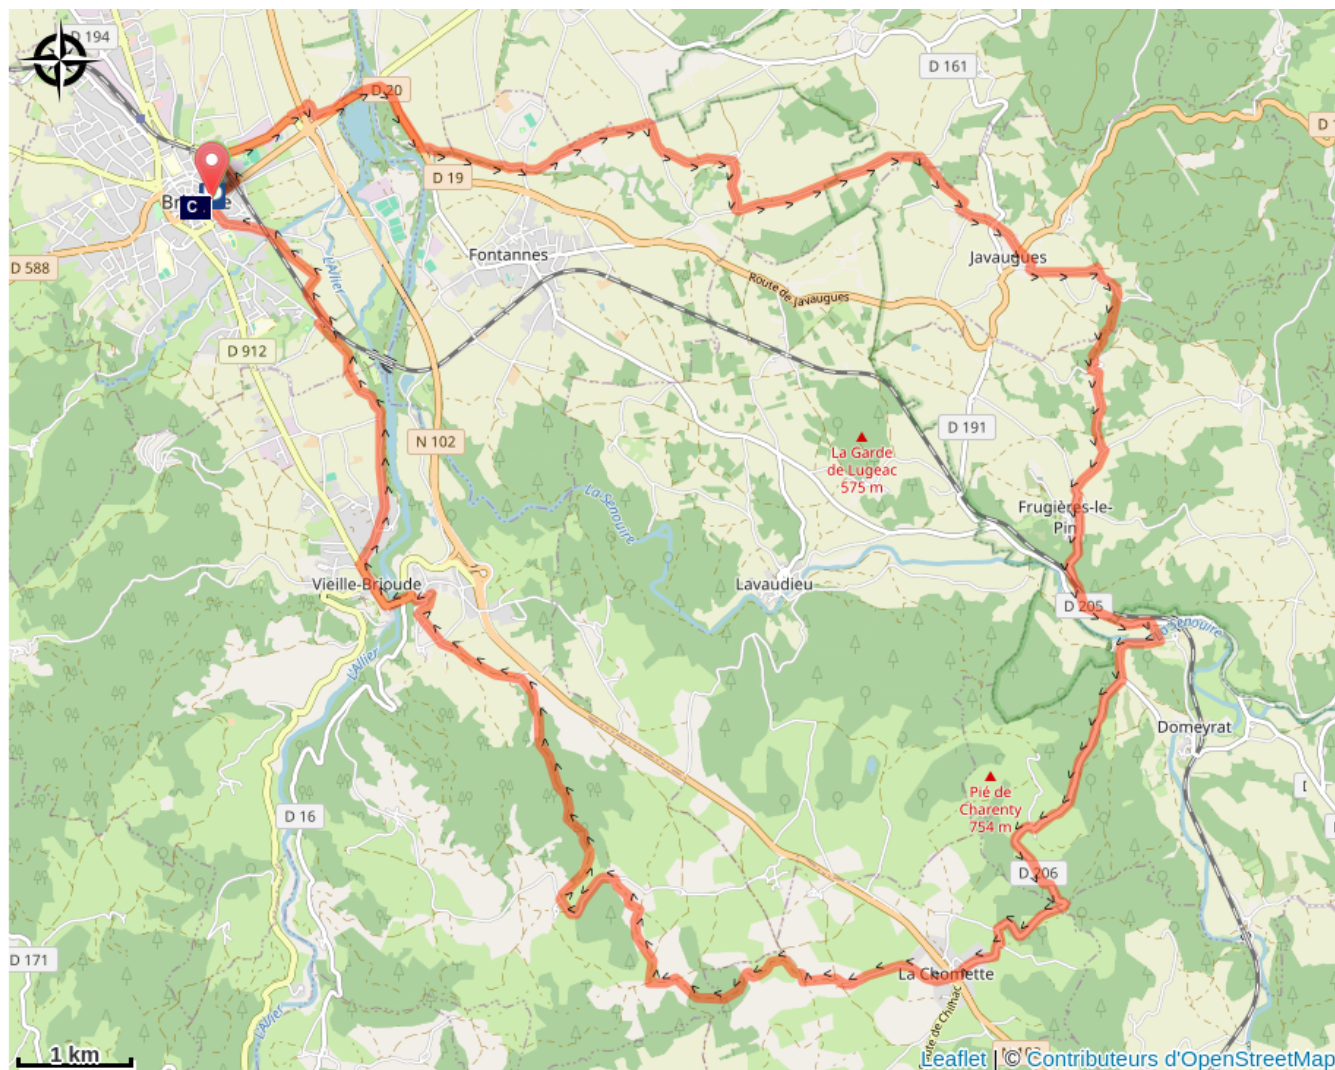 D 194
D 161
D 20
D 19
C
D 588
Fontannes
Javaugues
L'Allier
Route de Javaugues
D 912
N 102
D 191
La Garde
de Lugeac
575 m
La Senouire
Frugières-le-
Pin
Vieille-Brioude
Lavaudieu
D 205
La Senouire
L'Allier
Domeyrat
Pié de
Charenty
754 m
D 16
D 206
D 171
La Chomette
L'Allier
1 km
Leaflet | © Contributeurs d'OpenStreetMap